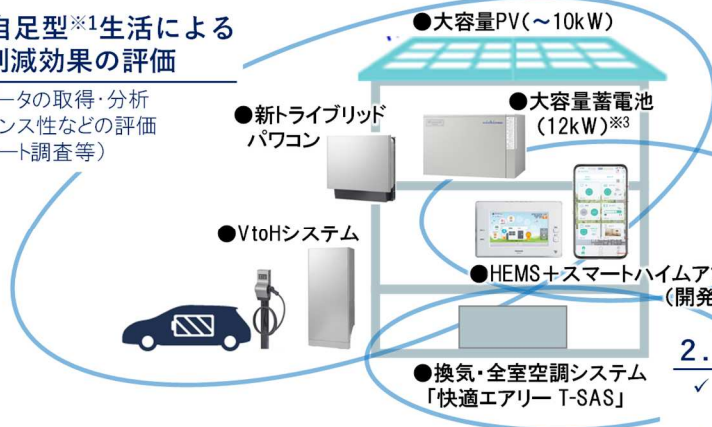 自足型※1生活による
削減効果の評価
ータの取得・分析
ンス性などの評価
ート調査等)
●大容量PV(～10kW)
●新トライブリッド
パワコン
●大容量蓄電池
(12kW)※3
●VtoHシステム
●HEMS+スマートハイムア
(開発
●換気・全室空調システム
「快適エアリー T-SAS」
2.
✓